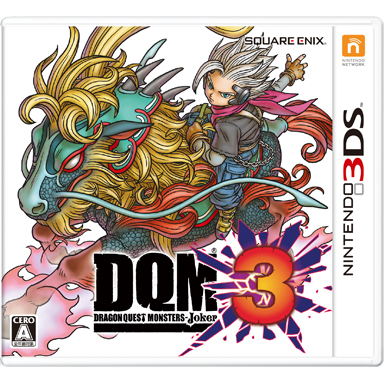 SQUARE ENIX
NINTENDO
NETWORK
NINTENDO 3DS
DQM
®
DRAGON QUEST MONSTERS-Joker
3
CERO
A